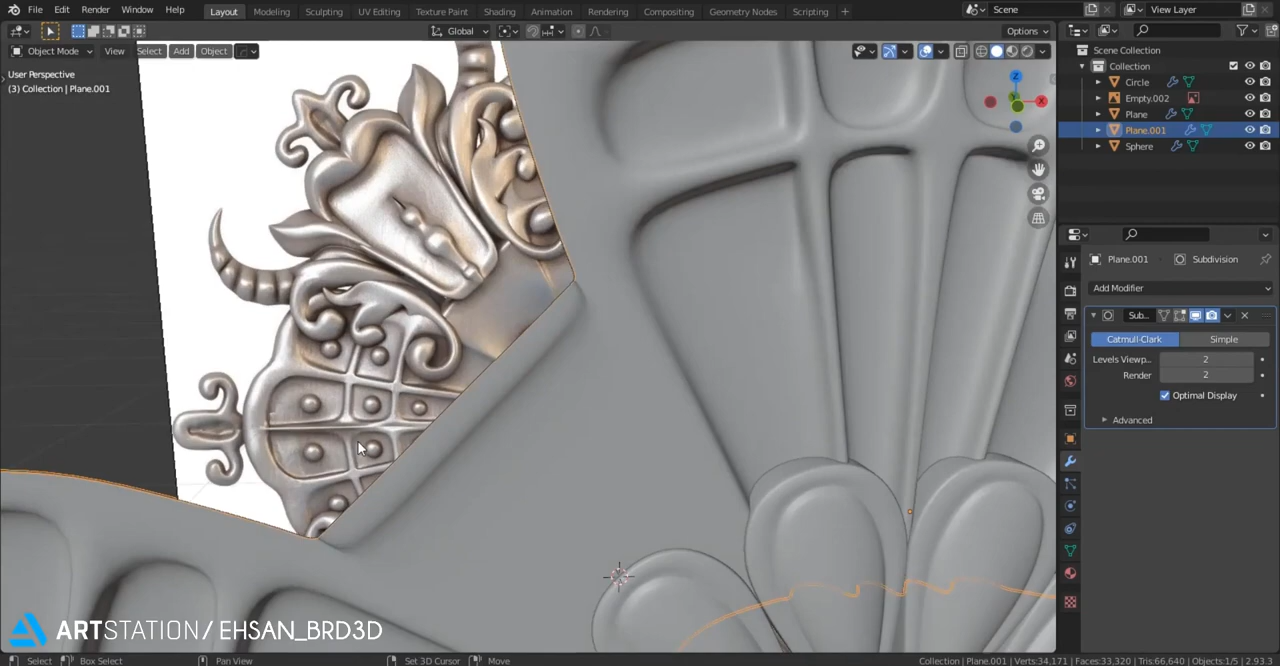 File Edit Render Window Help Layout Modeling Sculpting UV Editing Texture Paint Shading Animation Rendering Compositing Geometry Nodes Scripting + Scene View Layer
Global Options
Object Mode View Select Add Object
User Perspective
(3) Collection | Plane.001
Scene Collection
Collection
Circle
Empty.002
Plane
Plane.001
Sphere
Z
X
Plane.001 Subdivision
Add Modifier
Sub..
Catmull-Clark Simple
Levels Viewp... 2
Render 2
Optimal Display
Advanced
ARTSTATION/EHSAN_BRD3D
Select Box Select Pan View Set 3D Cursor Move Collection | Plane.001 | Verts:34,171 | Faces:33,320 | Tris:66,640 | Objects:1/5 | 2.93.3